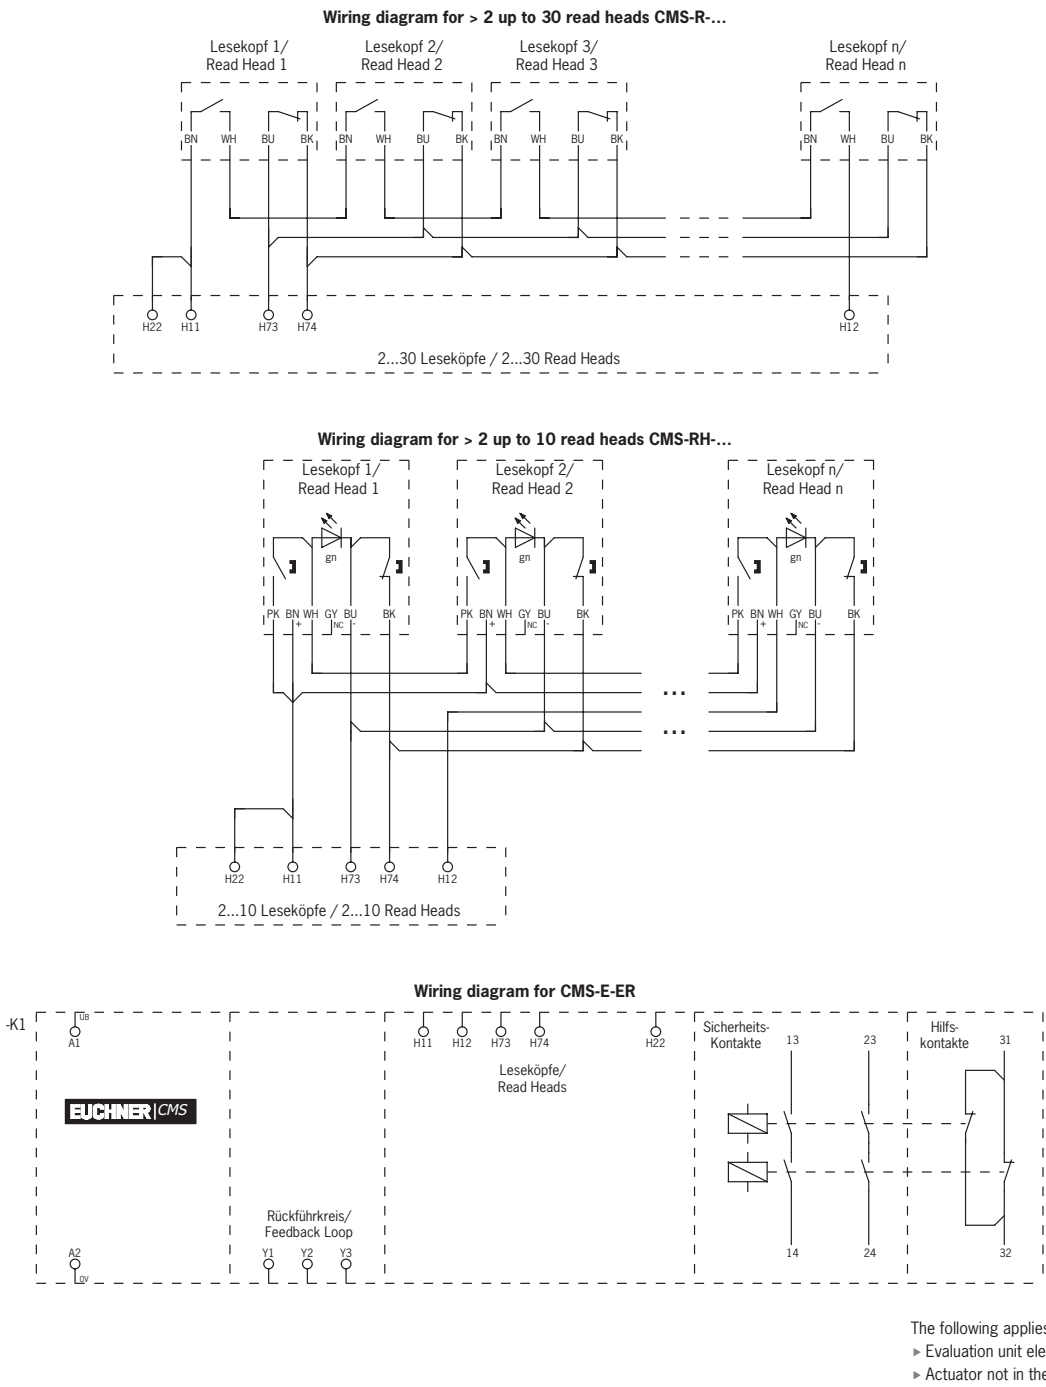 Wiring diagram for > 2 up to 30 read heads CMS-R-...
Lesekopf 1/ Lesekopf 2/ Lesekopf 3/ Lesekopf n/
Read Head 1 Read Head 2 Read Head 3 Read Head n
BN WH BU BK BN WH BU BK BN WH BU BK BN WH BU BK
H22 H11 H73 H74 H12
2...30 Leseköpfe / 2...30 Read Heads
Wiring diagram for > 2 up to 10 read heads CMS-RH-...
Lesekopf 1/ Lesekopf 2/ Lesekopf n/
Read Head 1 Read Head 2 Read Head n
gn gn gn
PK BN WH GY BU BK PK BN WH GY BU BK PK BN WH GY BU BK
+ NC - + NC - + NC -
... 
...
H22 H11 H73 H74 H12
2...10 Leseköpfe / 2...10 Read Heads
Wiring diagram for CMS-E-ER
-K1
UB
A1
H11 H12 H73 H74 H22
Leseköpfe/
Read Heads
Sicherheits-
Kontakte
13 23
Hilfs-
kontakte
31
EUCHNER|CMS
Rückführkreis/
Feedback Loop
A2
0V
Y1 Y2 Y3
14 24 32
The following applies
▸ Evaluation unit ele
▸ Actuator not in the